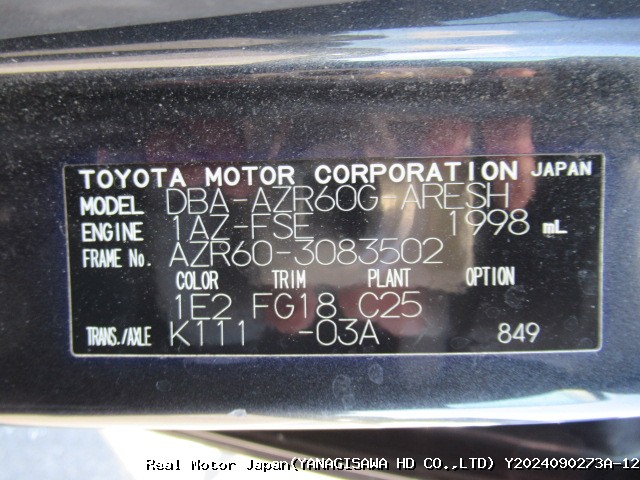 TOYOTA MOTOR CORPORATION JAPAN
MODEL DBA-AZR60G-ARESH
ENGINE 1AZ-FSE 1998 mL
FRAME No. AZR60-3083502
COLOR TRIM PLANT OPTION
1E2 FG18 C25
TRANS./AXLE K111 -03A 849
Real Motor Japan(YANAGISAWA HD CO.,LTD) Y2024090273A-12